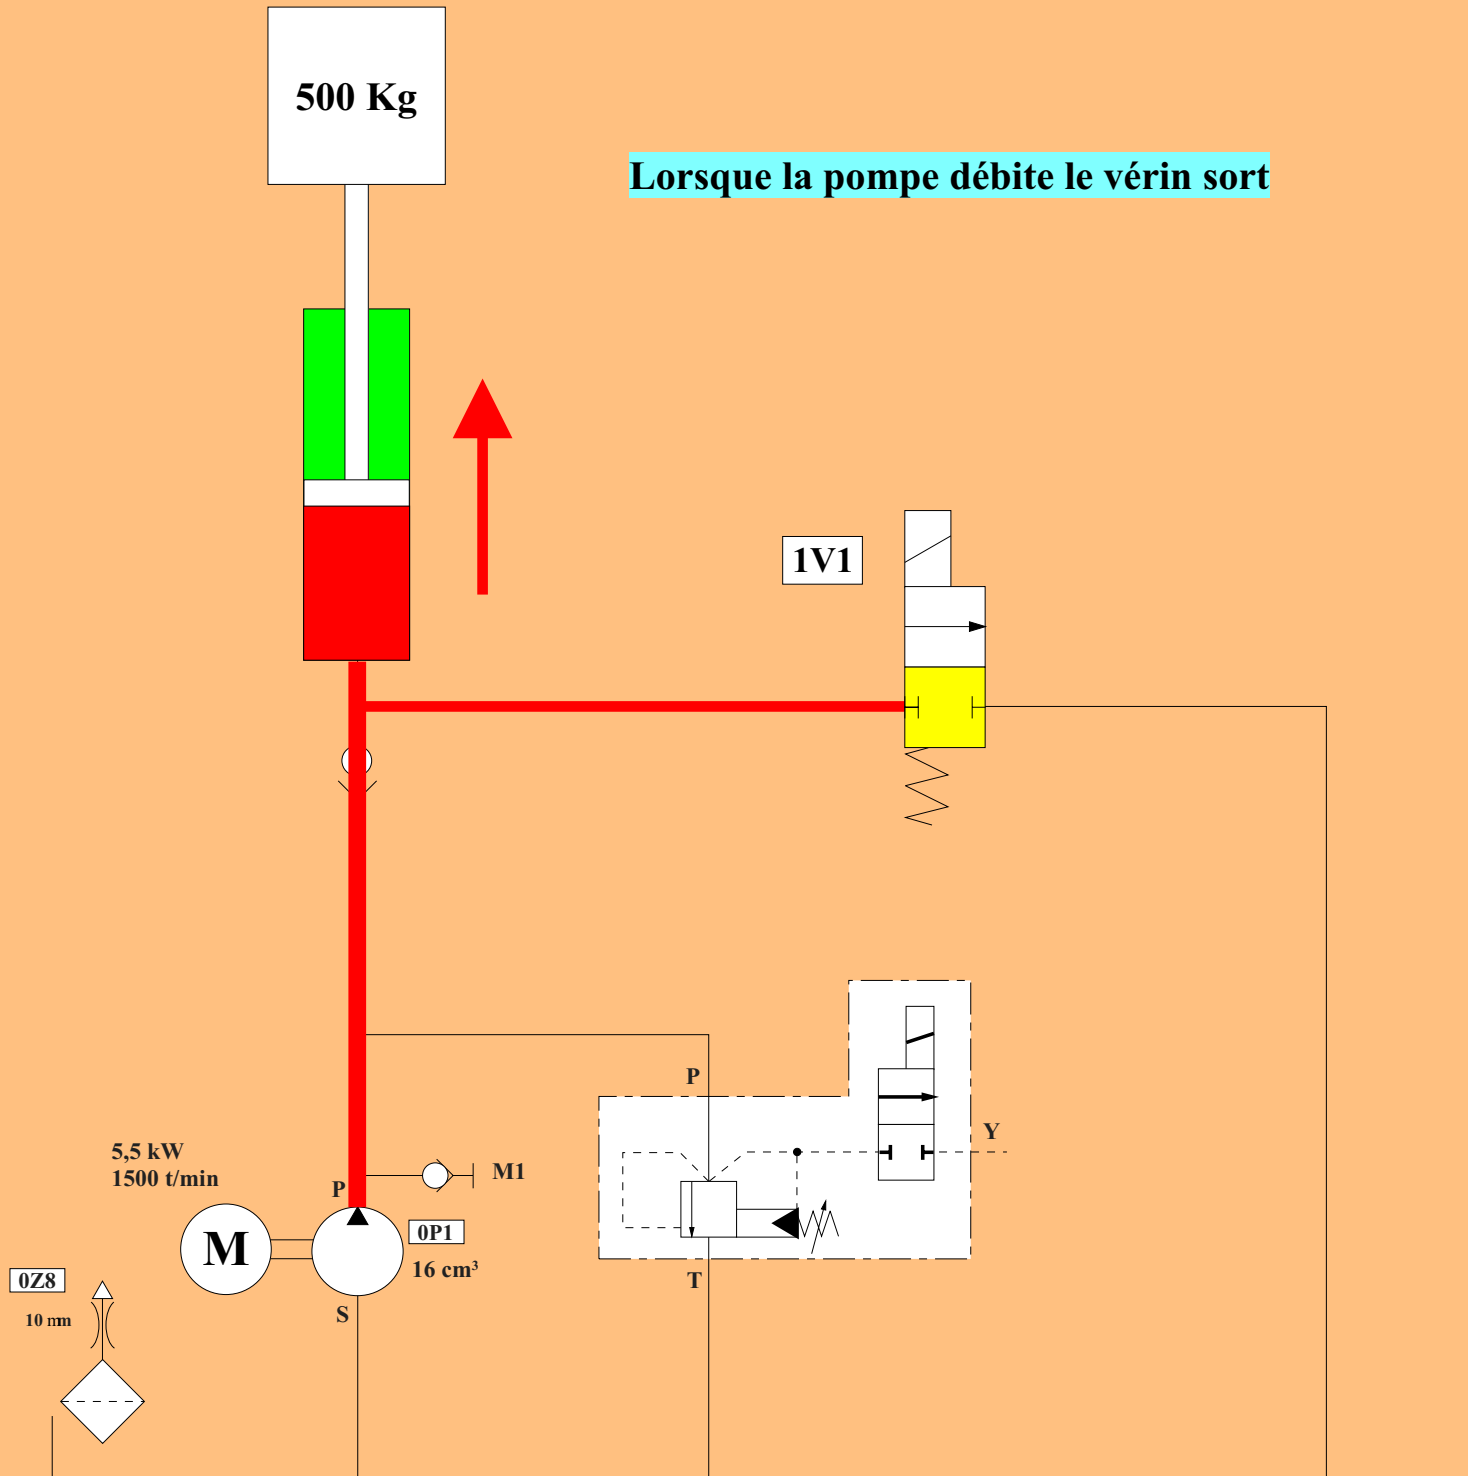 500 Kg
Lorsque la pompe débite le vérin sort
1V1
P
Y
5,5 kW
1500 t/min
M1
P
M
0P1
16 cm³
0Z8
T
10 mm
S